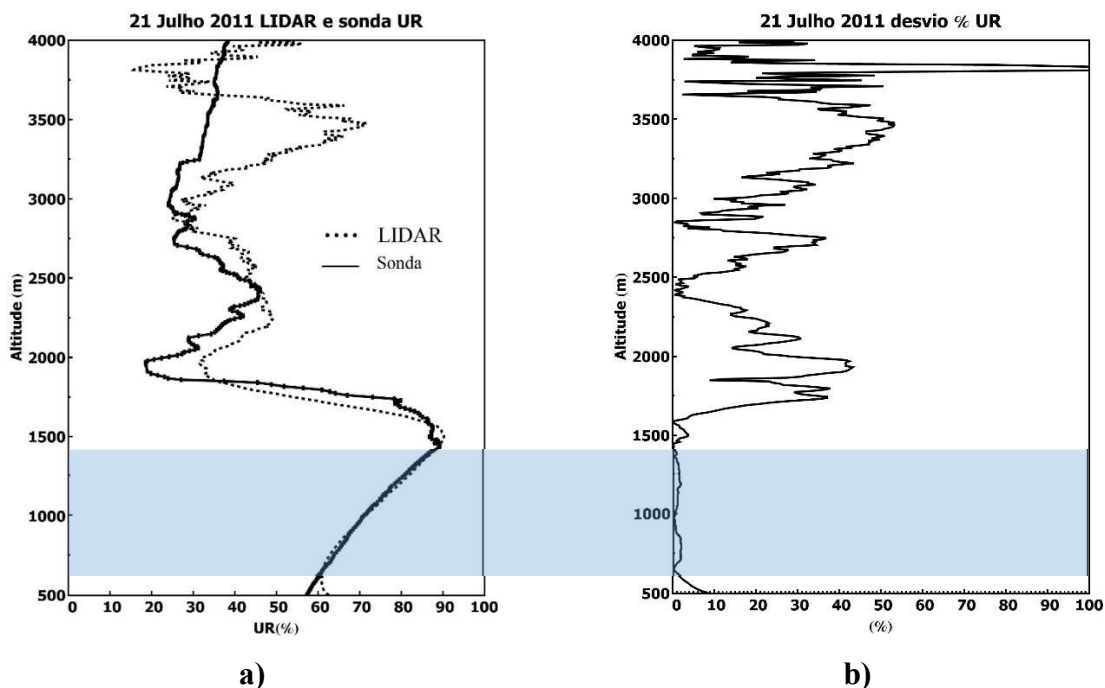 21 Julho 2011 LIDAR e sonda UR
4000
3500
3000
2500
2000
1500
1000
500
Altitude (m)
LIDAR
Sonda
0 10 20 30 40 50 60 70 80 90 100
UR(%)
a)
21 Julho 2011 desvio % UR
4000
3500
3000
2500
2000
1500
1000
500
Altitude (m)
0 10 20 30 40 50 60 70 80 90 100
(%)
b)